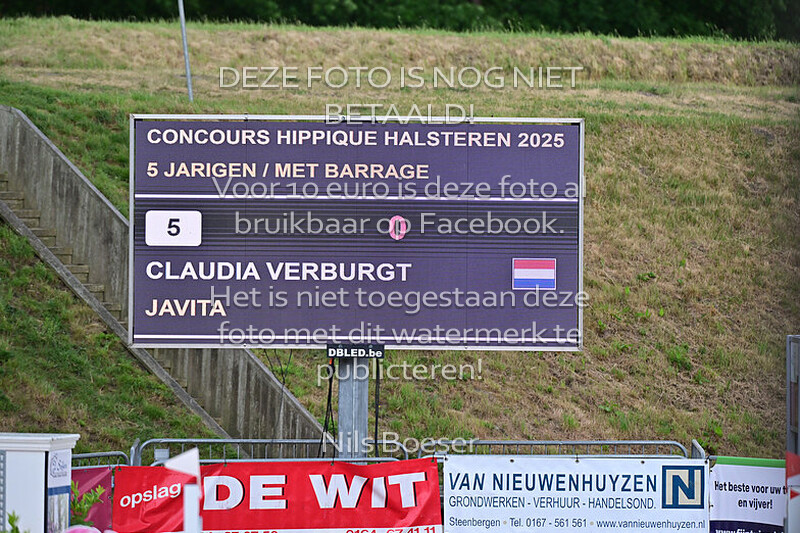 DEZE FOTO IS NOG NIET
BETAALD!
CONCOURS HIPPIQUE HALSTEREN 2025
5 JARIGEN / MET BARRAGE
Voor 10 euro is deze foto al
bruikbaar op Facebook.
5
CLAUDIA VERBURGT
JAVITA
Het is niet toegestaan deze
foto met dit watermerk te
publicteren!
DBLED.be
Nils Boeser
opslag
DE WIT
VAN NIEUWENHUYZEN
GRONDWERKEN - VERHUUR - HANDELSOND.
Steenbergen • Tel. 0167 - 561 561 • www.vannieuwenhuyzen.nl
N
Het beste voor uw t
en vijver!